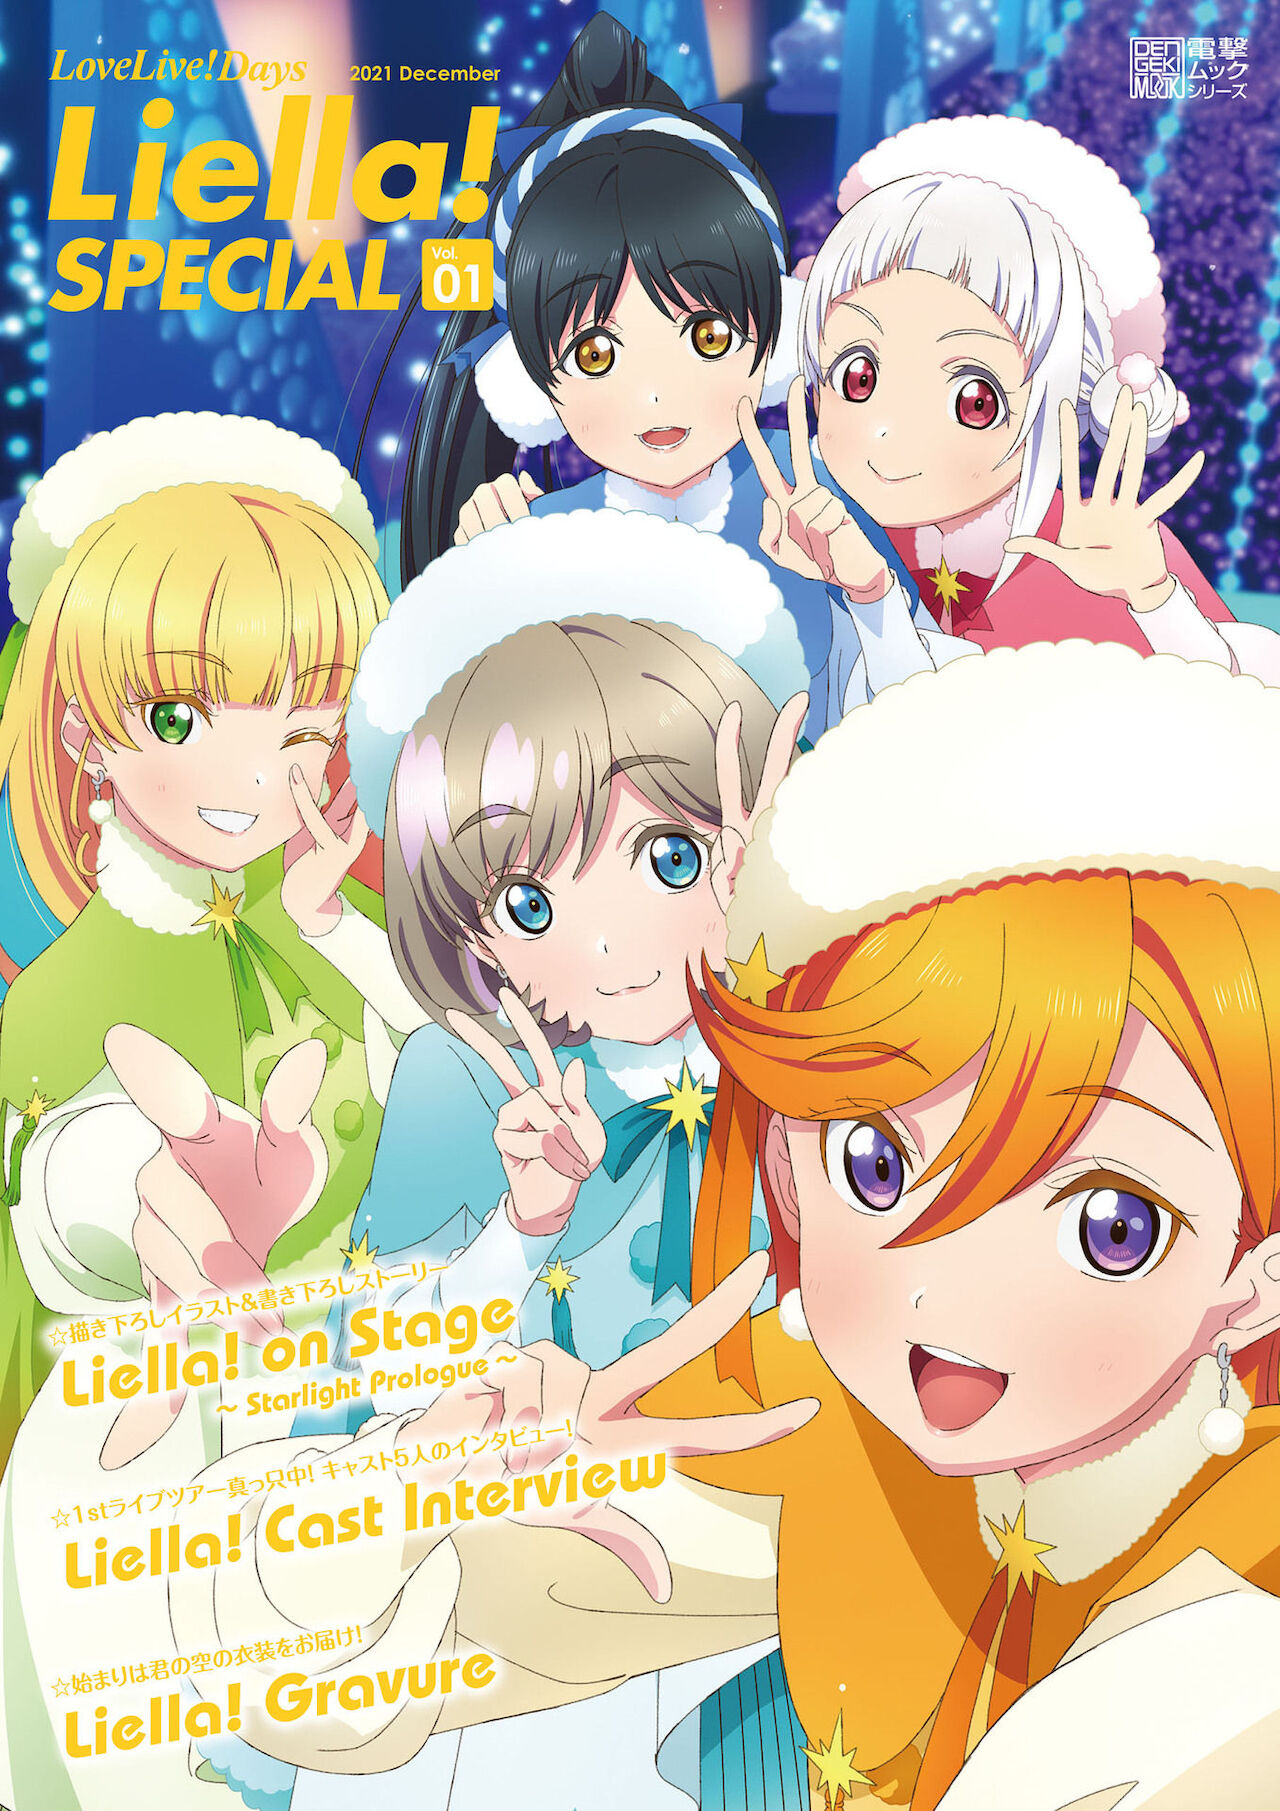 LoveLive!Days
2021 December
Liella!
SPECIAL
Vol.
01
DEN
GEKI
MOOK
電撃
ムック
シリーズ
☆描き下ろしイラスト&書き下ろしストーリー
Liella! on Stage
~ Starlight Prologue ~
☆1stライブツアー真っ只中! キャスト5人のインタビュー!
Liella! Cast Interview
☆始まりは君の空の衣装をお届け!
Liella! Gravure